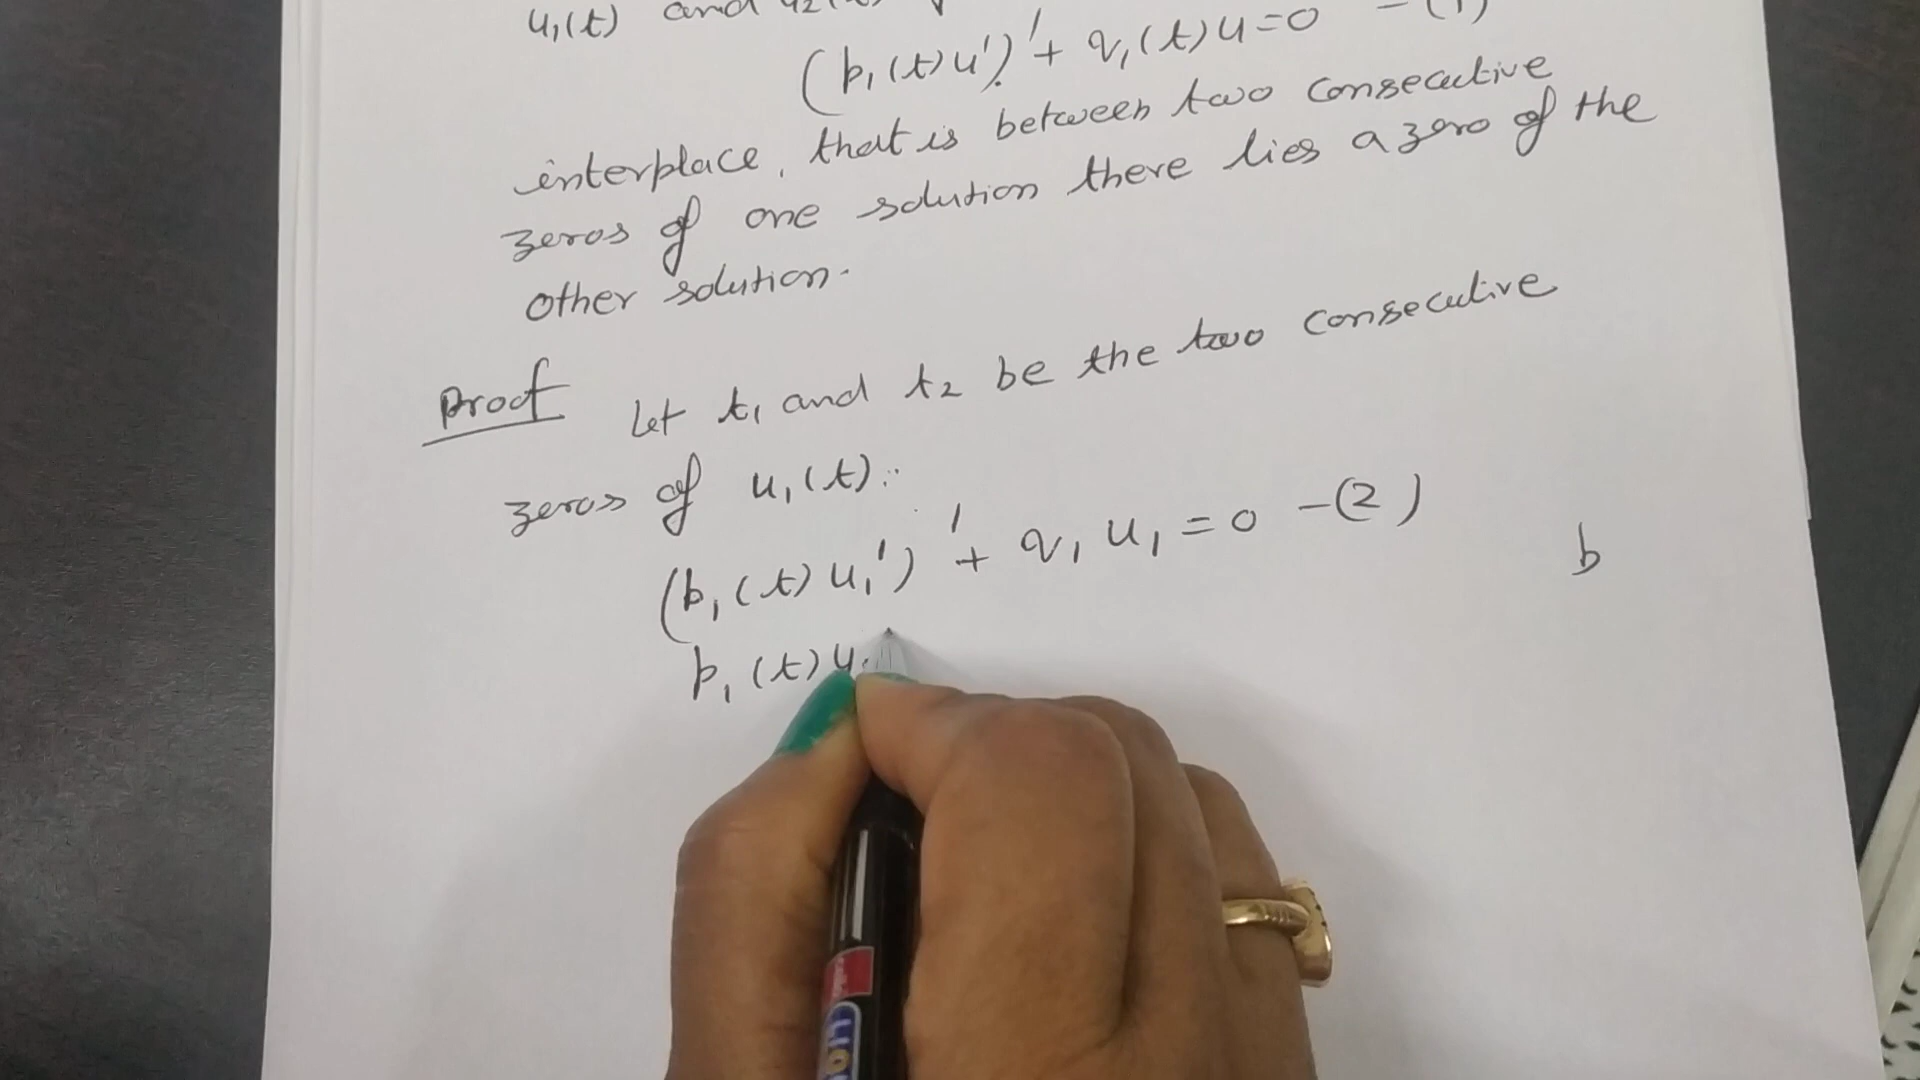 u₁(t) and
(p₁(t)u')' + q₁(t)u=0 -(1)
interplace, that is between two consecutive
zeros of one solution there lies a zero of the
other solution.
Proof Let t₁ and t₂ be the two consecutive
zeros of u₁(t).
(p₁(t)u₁')' + q₁u₁=0 -(2)
b
p₁(t)u